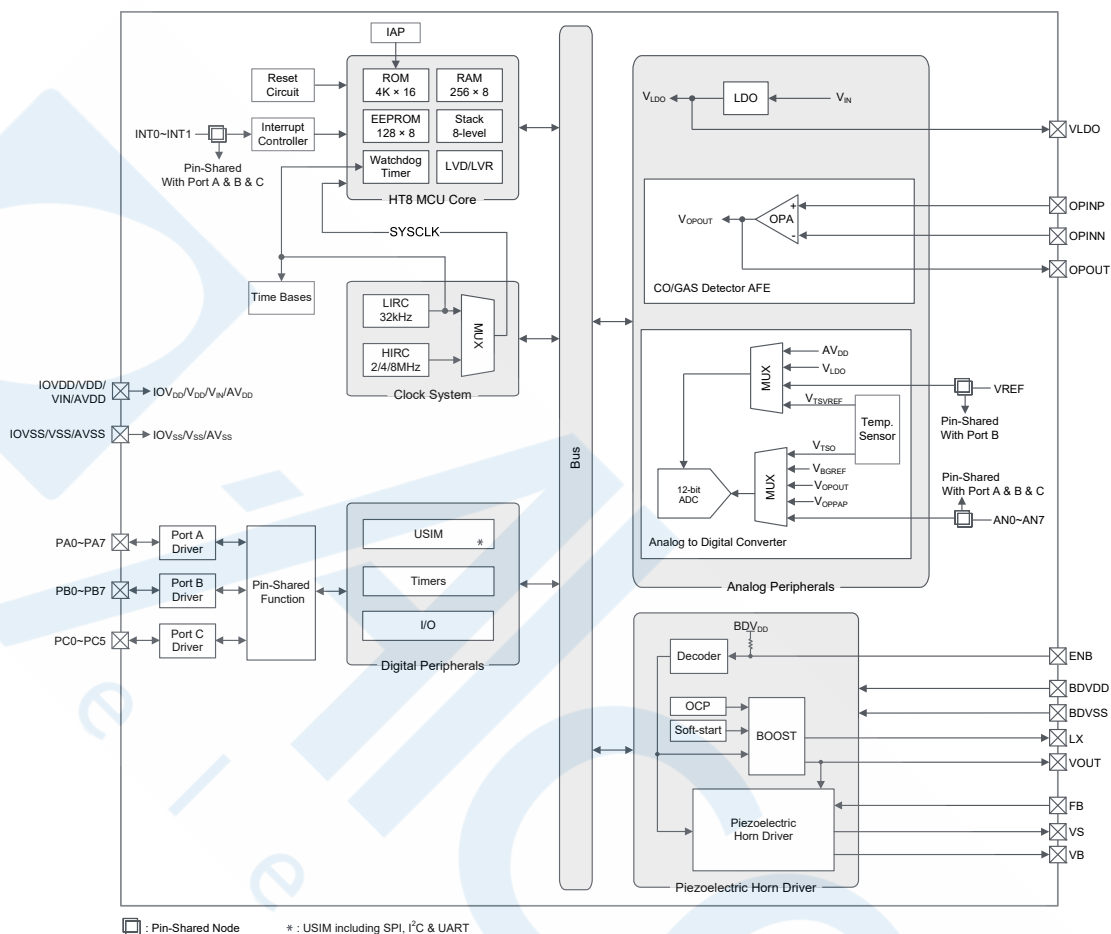 IAP
Reset
Circuit
ROM
4K × 16
RAM
256 × 8
INT0~INT1
Interrupt
Controller
EEPROM
128 × 8
Stack
8-level
Pin-Shared
With Port A & B & C
Watchdog
Timer
LVD/LVR
HT8 MCU Core
SYSCLK
Time Bases
LIRC
32kHz
HIRC
2/4/8MHz
MUX
Clock System
IOVDD/VDD/
VIN/AVDD
IOVDD/VDD/VIN/AVDD
IOVSS/VSS/AVSS
IOVSS/VSS/AVSS
PA0~PA7
Port A
Driver
PB0~PB7
Port B
Driver
PC0~PC5
Port C
Driver
Pin-Shared
Function
USIM
*
Timers
I/O
Digital Peripherals
Bus
VLDO
LDO
VIN
VLDO
VOPOUT
OPA
+
-
OPINP
OPINN
OPOUT
CO/GAS Detector AFE
MUX
AVDD
VLDO
VREF
VTSVREF
Temp.
Sensor
Pin-Shared
With Port B
VTSO
VBGREF
VOPOUT
VOPPAP
MUX
12-bit
ADC
Pin-Shared
With Port A & B & C
AN0~AN7
Analog to Digital Converter
Analog Peripherals
BDVDD
Decoder
ENB
BDVDD
BDVSS
OCP
Soft-start
BOOST
LX
VOUT
Piezoelectric
Horn Driver
FB
VS
VB
Piezoelectric Horn Driver
: Pin-Shared Node
* : USIM including SPI, I²C & UART